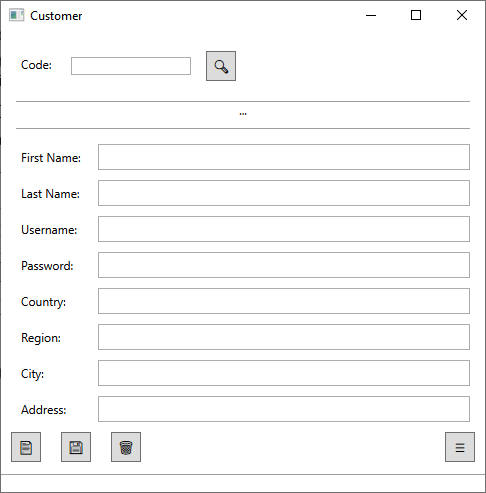 Customer
Code:
...
First Name:
Last Name:
Username:
Password:
Country:
Region:
City:
Address: